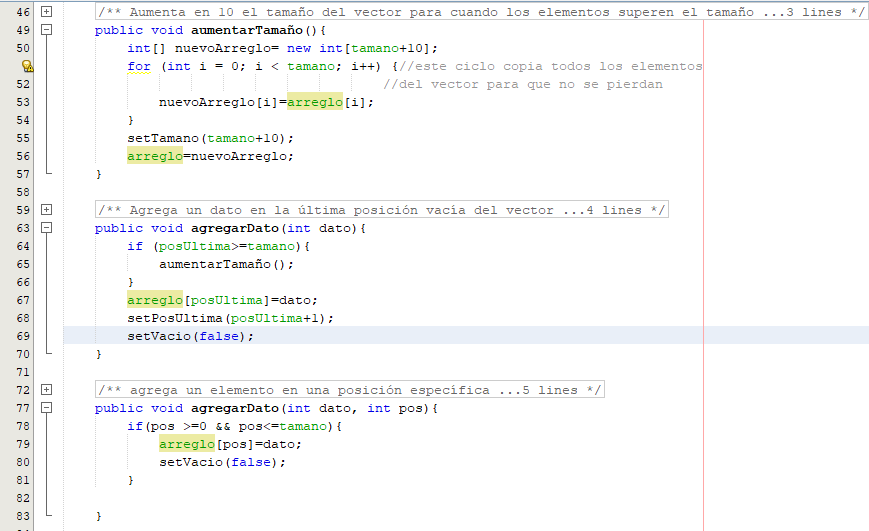 46 /** Aumenta en 10 el tamaño del vector para cuando los elementos superen el tamaño ...3 lines */
49 public void aumentarTamaño(){
50 int[] nuevoArreglo= new int[tamano+10];
for (int i = 0; i < tamano; i++) {//este ciclo copia todos los elementos
52 //del vector para que no se pierdan
53 nuevoArreglo[i]=arreglo[i];
54 }
55 setTamano(tamano+10);
56 arreglo=nuevoArreglo;
57 }
58
59 /** Agrega un dato en la última posición vacía del vector ...4 lines */
63 public void agregarDato(int dato){
64 if (posUltima>=tamano){
65 aumentarTamaño();
66 }
67 arreglo[posUltima]=dato;
68 setPosUltima(posUltima+1);
69 setVacio(false);
70 }
71
72 /** agrega un elemento en una posición específica ...5 lines */
77 public void agregarDato(int dato, int pos){
78 if(pos >=0 && pos<=tamano){
79 arreglo[pos]=dato;
80 setVacio(false);
81 }
82
83 }